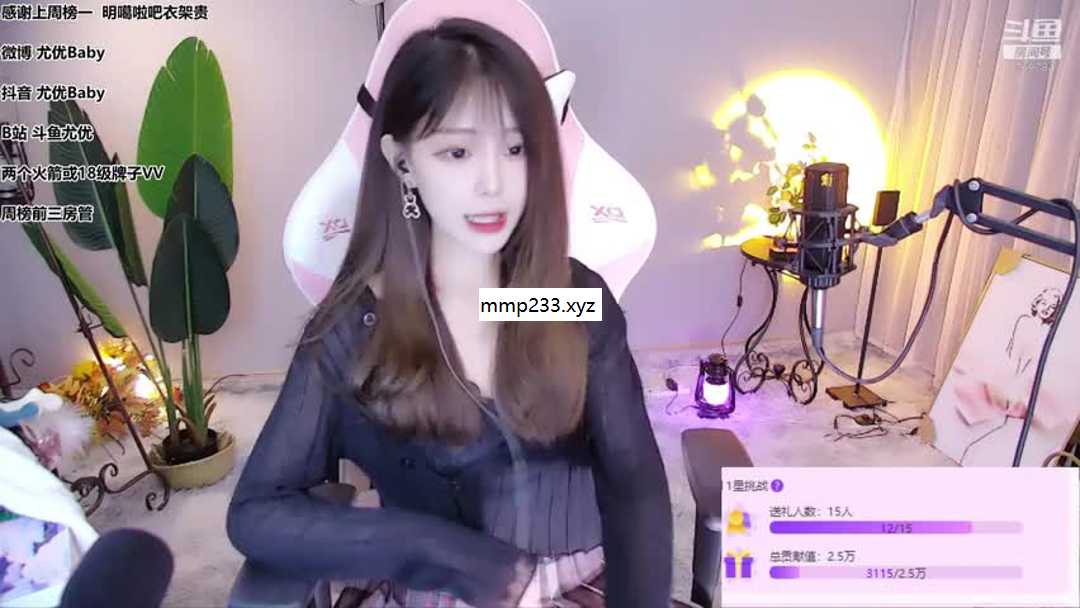 感谢上周榜一 明噶啦吧衣架贵
微博 尤优Baby
抖音 尤优Baby
B站 斗鱼尤优
两个火箭或18级牌子VV
周榜前三房管
斗鱼
房间号
mmp233.xyz
11星挑战 ?
送礼人数：15人
12/15
总贡献值：2.5万
3115/2.5万